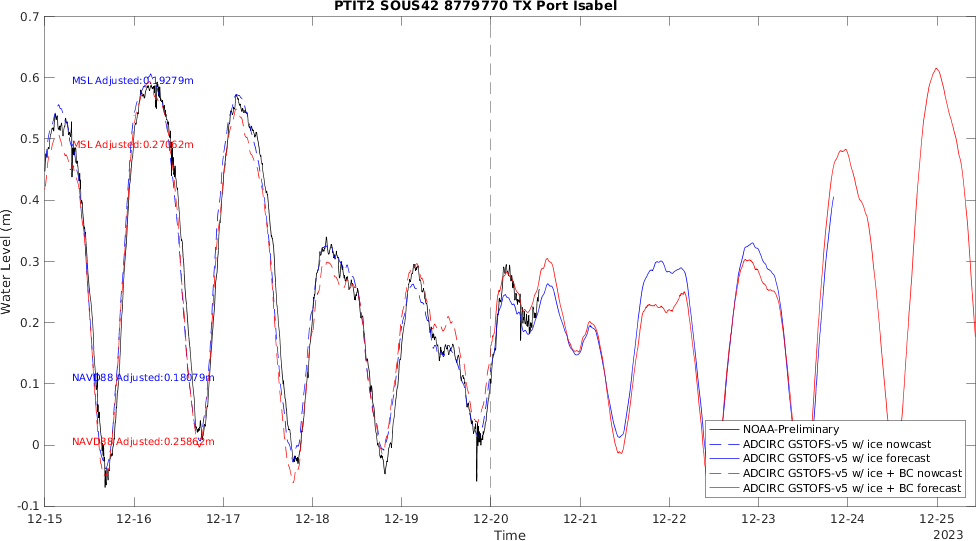 PTIT2 SOUS42 8779770 TX Port Isabel
0.7
0.6
0.5
0.4
0.3
0.2
0.1
0
-0.1
Water Level (m)
MSL Adjusted:0.19279m
MSL Adjusted:0.27062m
NAVD88 Adjusted:0.18079m
NAVD88 Adjusted:0.25862m
NOAA-Preliminary
ADCIRC GSTOFS-v5 w/ ice nowcast
ADCIRC GSTOFS-v5 w/ ice forecast
ADCIRC GSTOFS-v5 w/ ice + BC nowcast
ADCIRC GSTOFS-v5 w/ ice + BC forecast
12-15 12-16 12-17 12-18 12-19 12-20 12-21 12-22 12-23 12-24 12-25
Time
2023